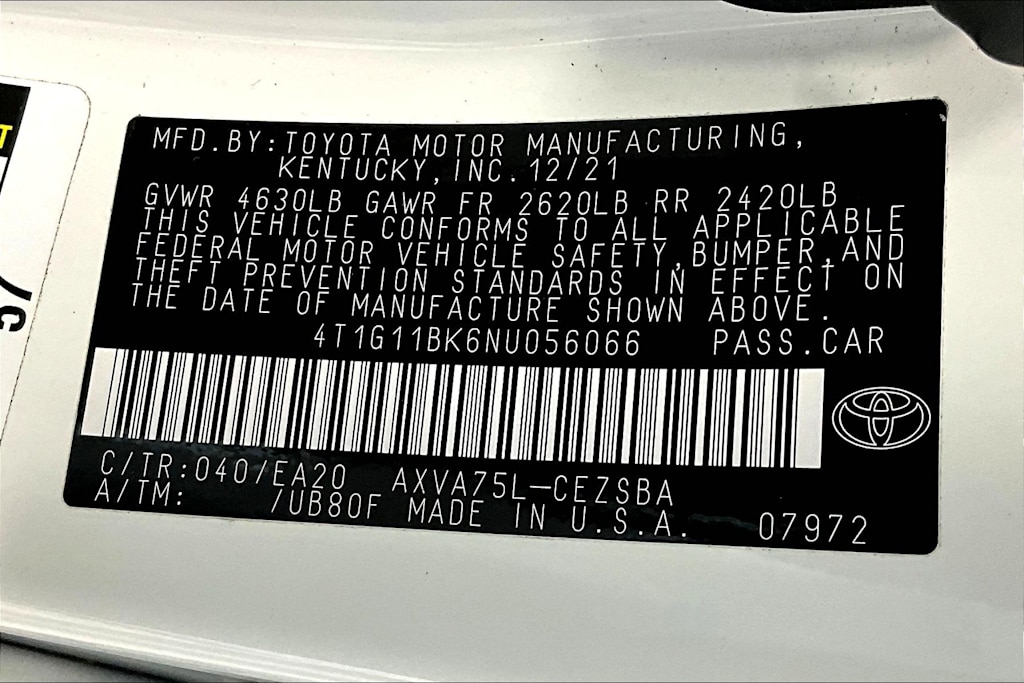 MFD.BY:TOYOTA MOTOR MANUFACTURING,
KENTUCKY,INC.12/21
GVWR 4630LB GAWR FR 2620LB RR 2420LB
THIS VEHICLE CONFORMS TO ALL APPLICABLE
FEDERAL MOTOR VEHICLE SAFETY,BUMPER,AND
THEFT PREVENTION STANDARDS IN EFFECT ON
THE DATE OF MANUFACTURE SHOWN ABOVE.
4T1G11BK6NU056066 PASS.CAR
C/TR:040/EA20 AXVA75L-CEZSBA
A/TM: /UB80F MADE IN U.S.A. 07972